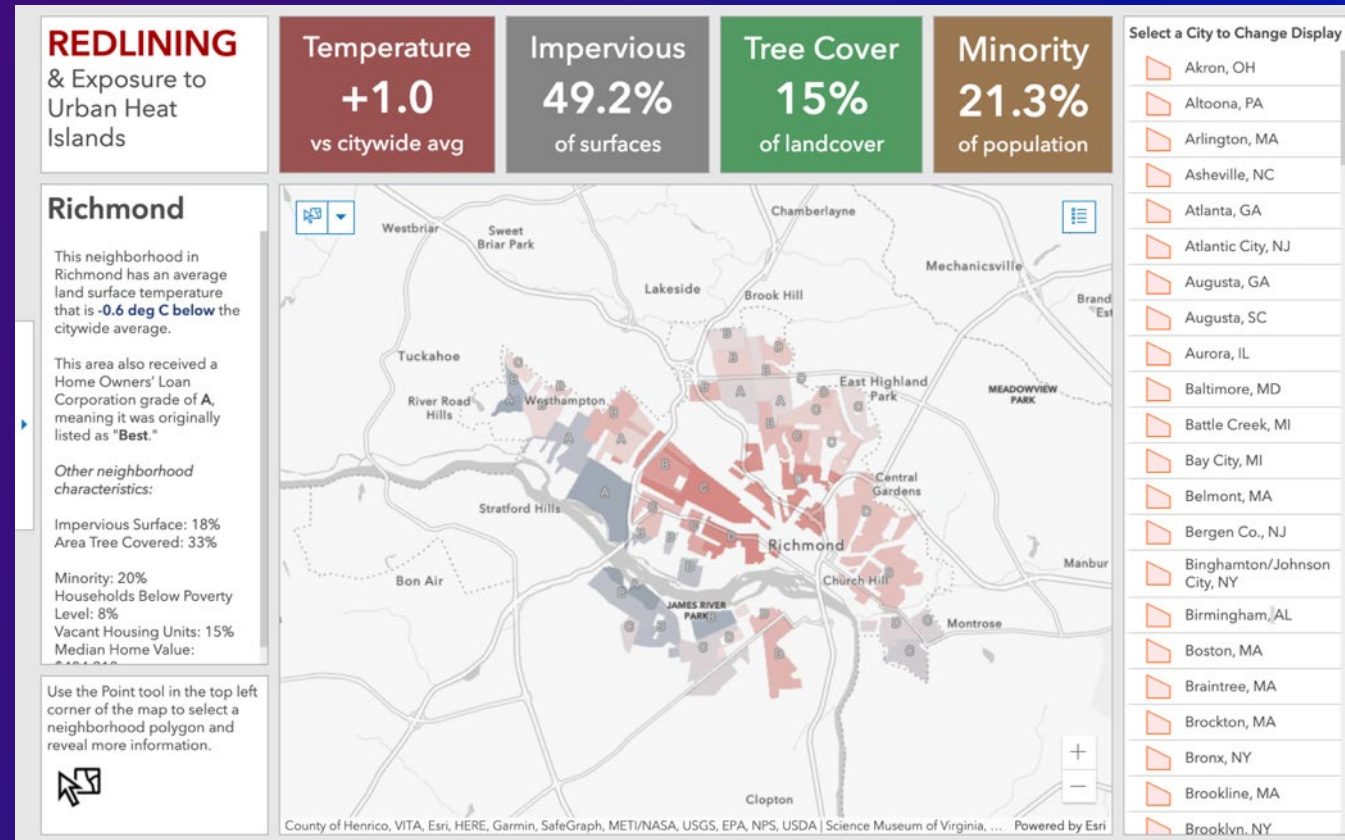 REDLINING
& Exposure to
Urban Heat
Islands
Temperature
+1.0
vs citywide avg
Impervious
49.2%
of surfaces
Tree Cover
15%
of landcover
Minority
21.3%
of population
Richmond
This neighborhood in
Richmond has an average
land surface temperature
that is -0.6 deg C below the
citywide average.
This area also received a
Home Owners' Loan
Corporation grade of A,
meaning it was originally
listed as "Best."
Other neighborhood
characteristics:
Impervious Surface: 18%
Area Tree Covered: 33%
Minority: 20%
Households Below Poverty
Level: 8%
Vacant Housing Units: 15%
Median Home Value:
Use the Point tool in the top left
corner of the map to select a
neighborhood polygon and
reveal more information.
Westbriar
Sweet
Briar Park
Chamberlayne
Mechanicsville
Lakeside
Brook Hill
Brand
Est
Tuckahoe
River Road
Hills
Westhampton
East Highland
Park
MEADOWVIEW
PARK
Central
Gardens
Stratford Hills
Richmond
Bon Air
Church Hill
Manbur
JAMES RIVER
PARK
Montrose
Clopton
+
−
County of Henrico, VITA, Esri, HERE, Garmin, SafeGraph, METI/NASA, USGS, EPA, NPS, USDA | Science Museum of Virginia, ... Powered by Esri
Select a City to Change Display
Akron, OH
Altoona, PA
Arlington, MA
Asheville, NC
Atlanta, GA
Atlantic City, NJ
Augusta, GA
Augusta, SC
Aurora, IL
Baltimore, MD
Battle Creek, MI
Bay City, MI
Belmont, MA
Bergen Co., NJ
Binghamton/Johnson
City, NY
Birmingham, AL
Boston, MA
Braintree, MA
Brockton, MA
Bronx, NY
Brookline, MA
Brooklyn, NY